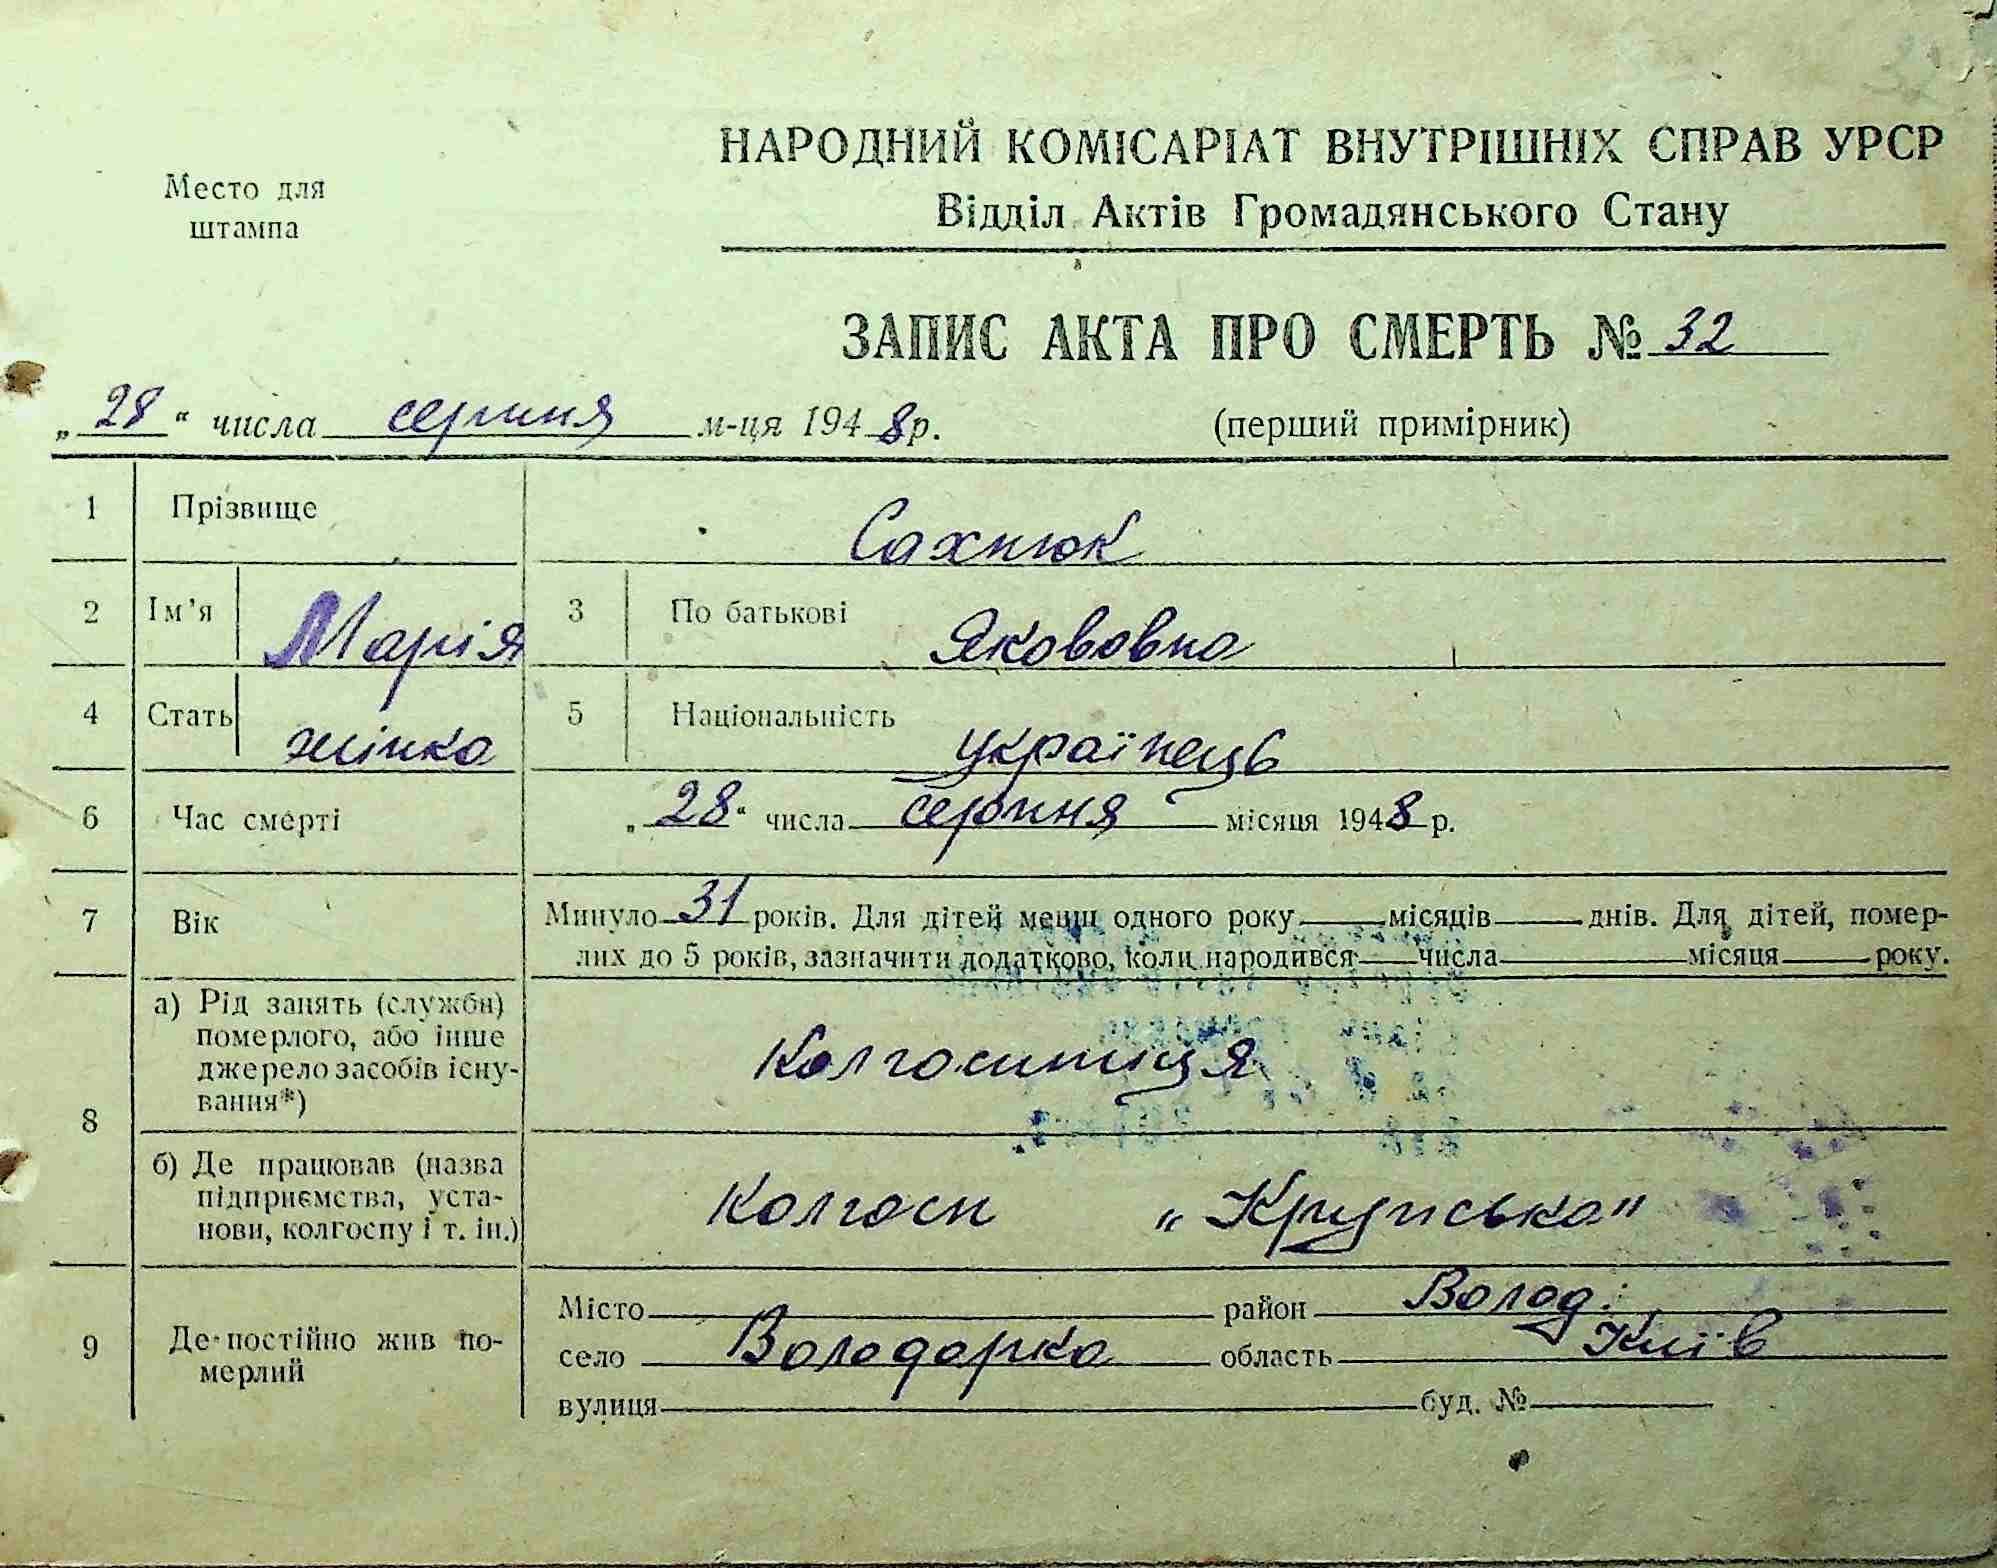 Место для
штампа
НАРОДНИЙ КОМІСАРІАТ ВНУТРІШНІХ СПРАВ УРСР
Відділ Актів Громадянського Стану
ЗАПИС АКТА ПРО СМЕРТЬ № 32
„28“ числа серпня м-ця 1948 р. (перший примірник)
1 Прізвище Сахнюк
2 Ім’я Марія 3 По батькові Якововна
4 Стать жінка 5 Національність українець
6 Час смерті „28“ числа серпня місяця 1948 р.
7 Вік Минуло 31 років. Для дітей менш одного року місяців днів. Для дітей, помер-
лих до 5 років, зазначити додатково, коли народився числа місяця року.
8 а) Рід занять (служби)
померлого, або інше
джерело засобів існу-
вання*)
Колгоспниця
б) Де працював (назва
підприємства, уста-
нови, колгоспу і т. ін.)
Колгосп "Крупська"
9 Де постійно жив по-
мерлий
Місто район Волод.
село Володарка область Київ
вулиця буд. №